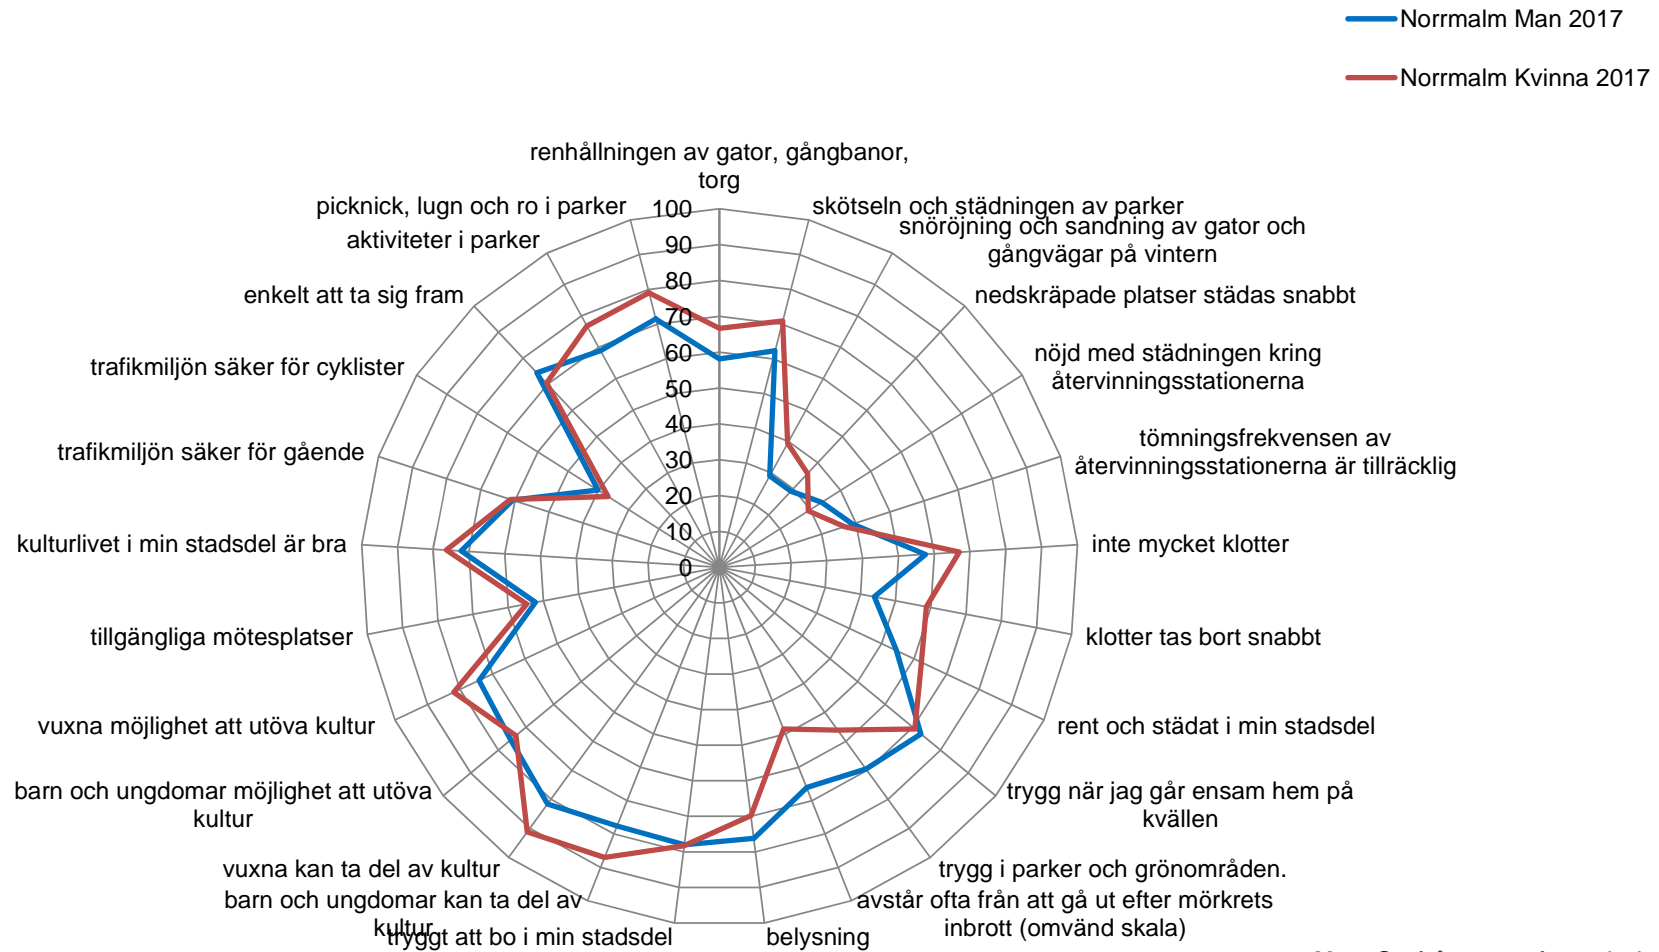 Norrmalm Man 2017
Norrmalm Kvinna 2017
renhållningen av gator, gångbanor,
torg
picknick, lugn och ro i parker
skötseln och städningen av parker
aktiviteter i parker
snöröjning och sandning av gator och
gångvägar på vintern
enkelt att ta sig fram
nedskräpade platser städas snabbt
trafikmiljön säker för cyklister
nöjd med städningen kring
återvinningsstationerna
trafikmiljön säker för gående
tömningsfrekvensen av
återvinningsstationerna är tillräcklig
kulturlivet i min stadsdel är bra
inte mycket klotter
tillgängliga mötesplatser
klotter tas bort snabbt
vuxna möjlighet att utöva kultur
rent och städat i min stadsdel
barn och ungdomar möjlighet att utöva
kultur
trygg när jag går ensam hem på
kvällen
vuxna kan ta del av kultur
trygg i parker och grönområden.
barn och ungdomar kan ta del av
kultur
avstår ofta från att gå ut efter mörkrets
inbrott (omvänd skala)
tryggt att bo i min stadsdel
belysning
100
90
80
70
60
50
40
30
20
10
0